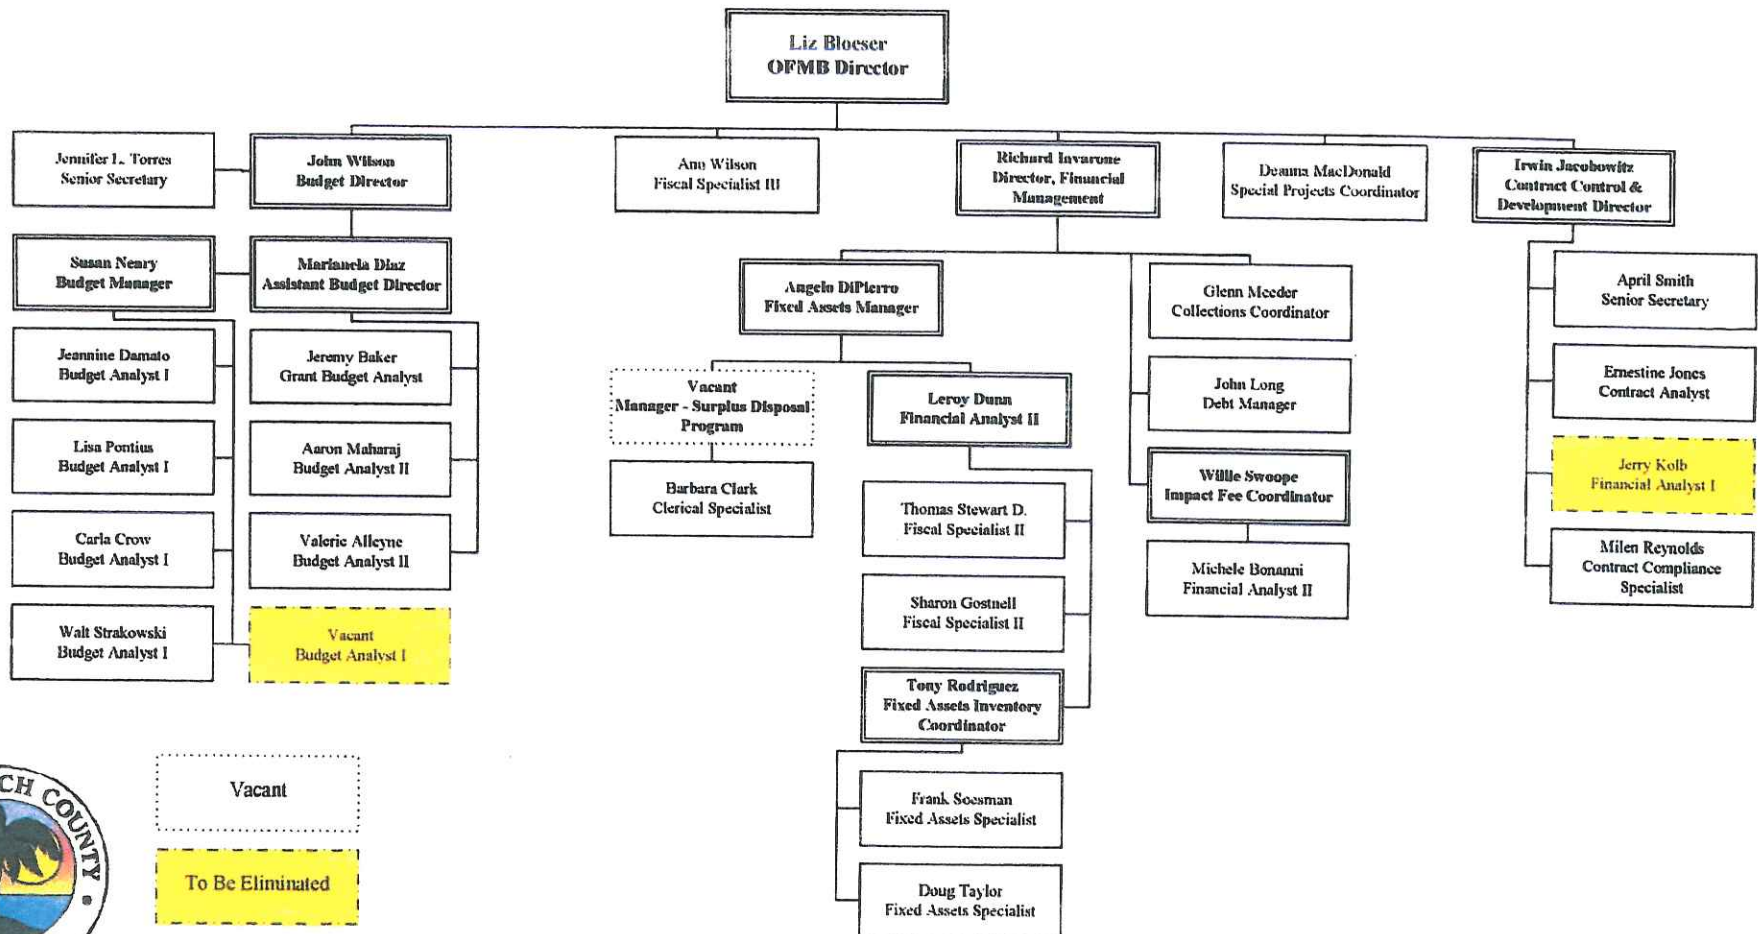 Liz Bloeser
OFMB Director
Jennifer L. Torres
Senior Secretary
John Wilson
Budget Director
Ann Wilson
Fiscal Specialist III
Richard Iavarone
Director, Financial
Management
Deanna MacDonald
Special Projects Coordinator
Irwin Jacobowitz
Contract Control &
Development Director
Susan Neary
Budget Manager
Marianela Diaz
Assistant Budget Director
Angelo DiPierro
Fixed Assets Manager
Glenn Meeder
Collections Coordinator
April Smith
Senior Secretary
Jeannine Damato
Budget Analyst I
Jeremy Baker
Grant Budget Analyst
Vacant
Manager - Surplus Disposal
Program
Leroy Dunn
Financial Analyst II
John Long
Debt Manager
Ernestine Jones
Contract Analyst
Lisa Pontius
Budget Analyst I
Aaron Maharaj
Budget Analyst II
Barbara Clark
Clerical Specialist
Thomas Stewart D.
Fiscal Specialist II
Willie Swoope
Impact Fee Coordinator
Jerry Kolb
Financial Analyst I
Carla Crow
Budget Analyst I
Valerie Alleyne
Budget Analyst II
Sharon Gostnell
Fiscal Specialist II
Michele Bonanni
Financial Analyst II
Milen Reynolds
Contract Compliance
Specialist
Walt Strakowski
Budget Analyst I
Vacant
Budget Analyst I
Tony Rodriguez
Fixed Assets Inventory
Coordinator
Frank Soesman
Fixed Assets Specialist
Doug Taylor
Fixed Assets Specialist
CH COUNTY
Vacant
To Be Eliminated